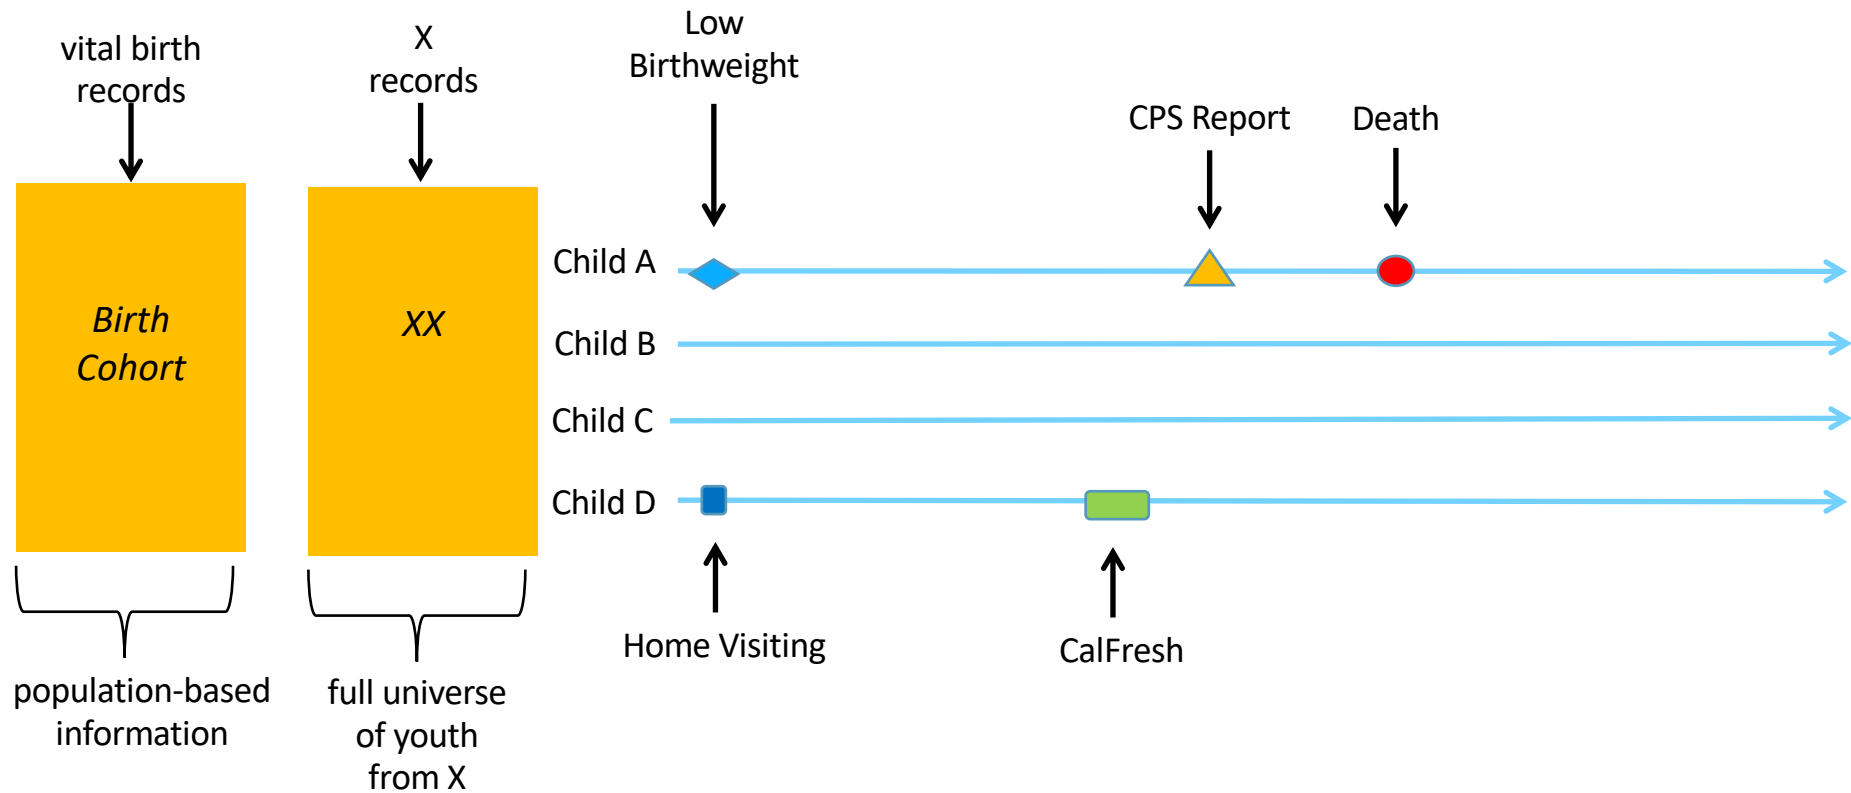 vital birth
records
X
records
Low
Birthweight
CPS Report
Death
Birth
Cohort
XX
Child A
Child B
Child C
Child D
Home Visiting
CalFresh
population-based
information
full universe
of youth
from X